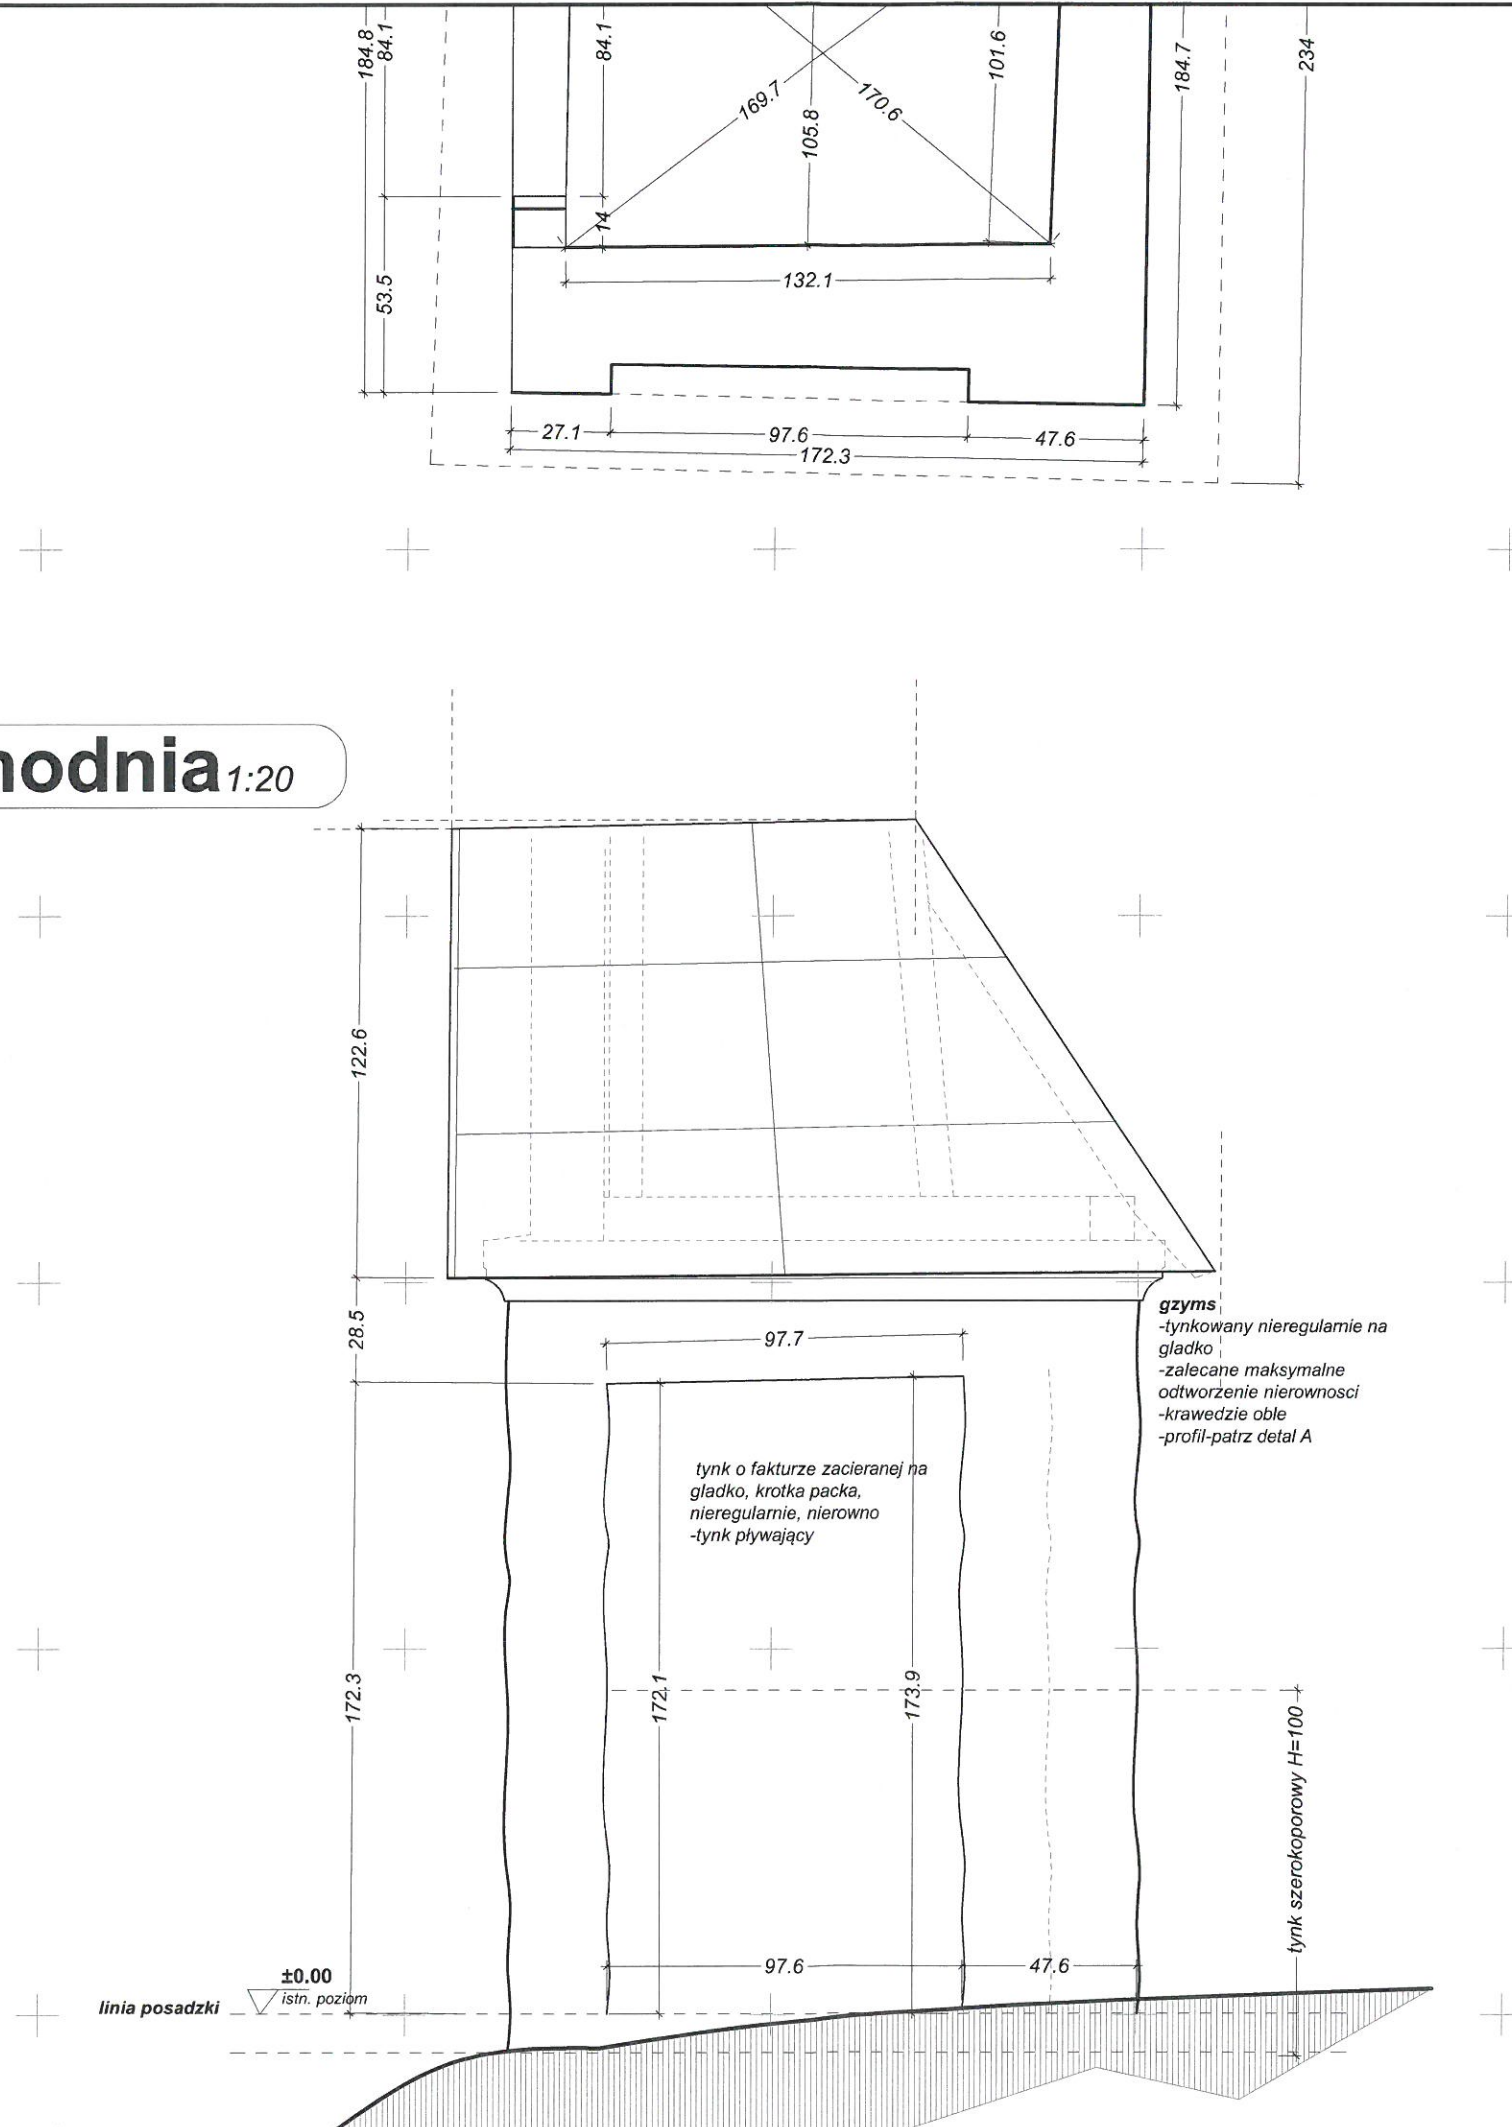 184.8
84.1
84.1
101.6
184.7
234
169.7
170.6
105.8
14
53.5
132.1
27.1
97.6
47.6
172.3
hodnia 1:20
122.6
28.5
97.7
gzyms
-tynkowany nieregularnie na
gladko
-zalecane maksymalne
odtworzenie nierownosci
-krawedzie oble
-profil-patrz detal A
tynk o fakturze zacieranej na
gladko, krotka packa,
nieregularnie, nierowno
-tynk pływający
172.3
172.1
173.9
tynk szerokoporowy H=100
97.6
47.6
±0.00
istn. poziom
linia posadzki